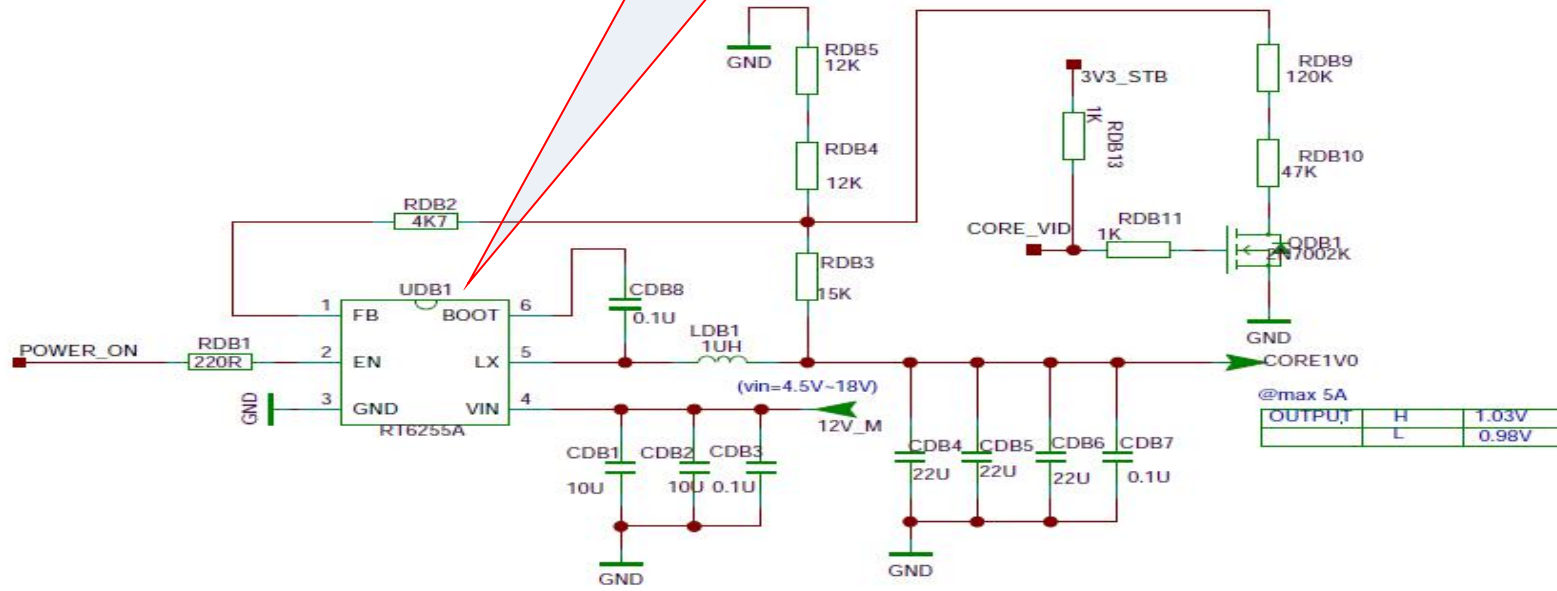 GND
RDB5
12K
RDB4
12K
RDB9
120K
RDB10
47K
3V3_STB
1K
RDB13
CORE_VID
RDB11
1K
QDB1
2N7002K
GND
RDB2
4K7
RDB3
15K
UDB1
1
FB
BOOT
6
2
EN
LX
5
3
GND
VIN
4
RT6255A
POWER_ON
RDB1
220R
GND
CDB8
0.1U
LDB1
1UH
(vin=4.5V~18V)
12V_M
CORE1V0
@max 5A
OUTPUT H 1.03V
L 0.98V
CDB1
10U
CDB2
10U
CDB3
0.1U
GND
CDB4
22U
CDB5
22U
CDB6
22U
CDB7
0.1U
GND